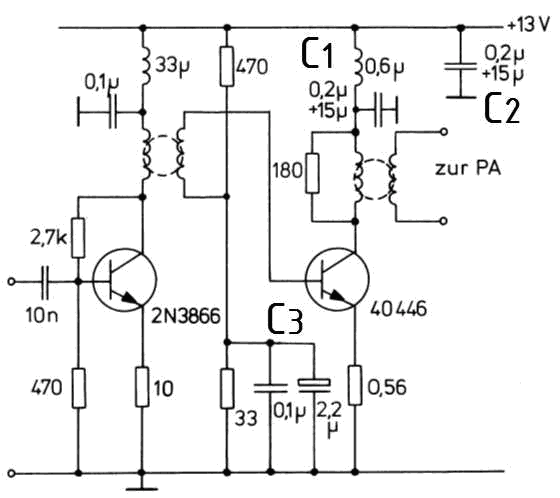 +13V
33µ
470
C1
0,6µ
0,2µ
+15µ
C2
0,1µ
0,2µ
+15µ
180
zur PA
2,7k
10n
2N3866
40446
C3
470
10
33
0,1µ
2,2
µ
0,56